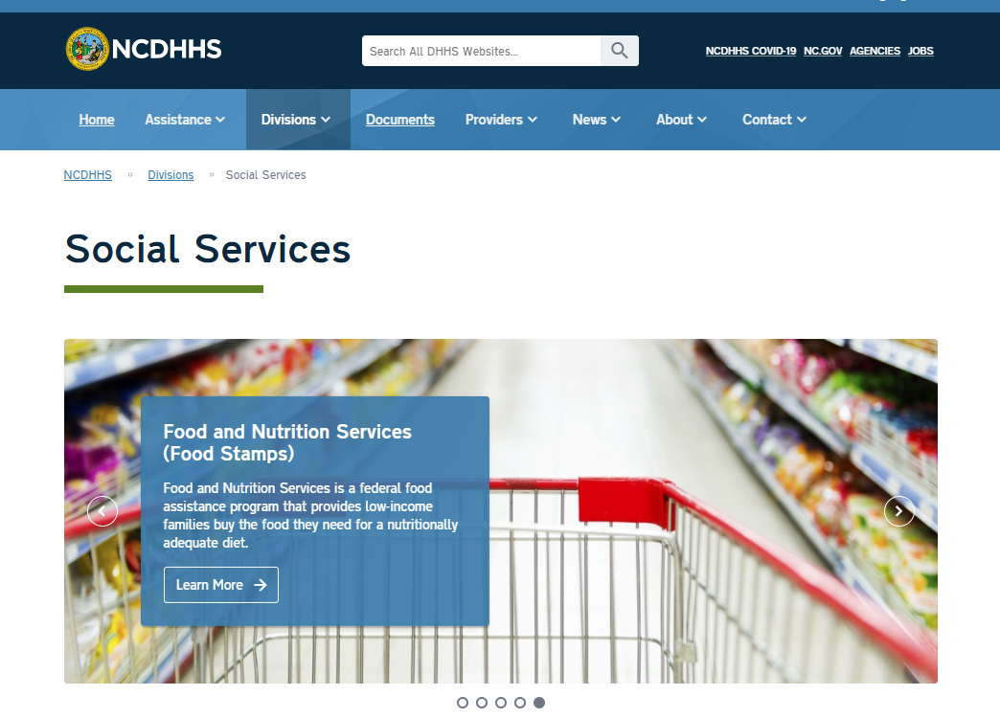 NCDHHS
Search All DHHS Websites...
NCDHHS COVID-19 NC.GOV AGENCIES JOBS
Home Assistance Divisions Documents Providers News About Contact
NCDHHS » Divisions » Social Services
Social Services
Food and Nutrition Services
(Food Stamps)
Food and Nutrition Services is a federal food
assistance program that provides low-income
families buy the food they need for a nutritionally
adequate diet.
Learn More